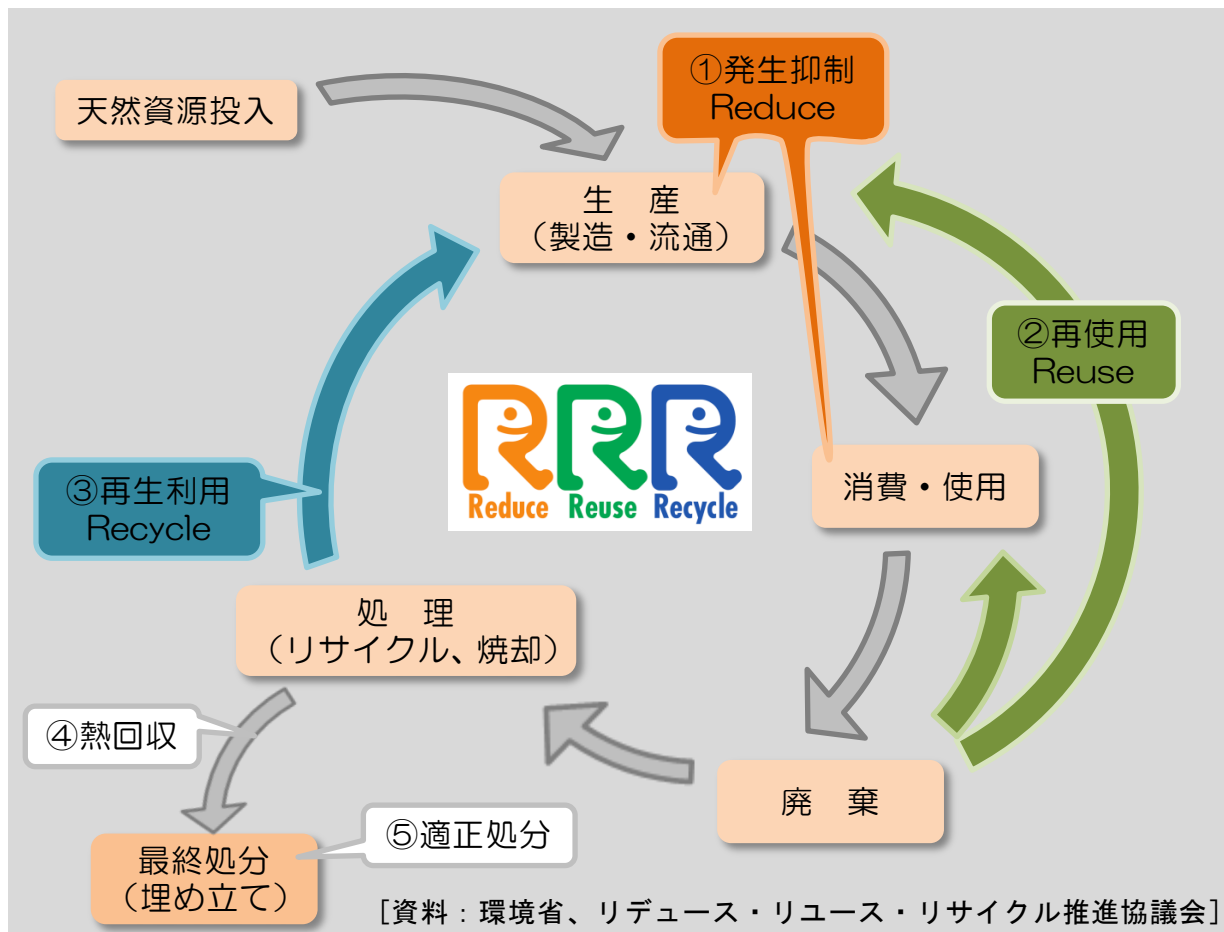 天然資源投入
①発生抑制
Reduce
生　産
（製造・流通）
②再使用
Reuse
RRR
Reduce Reuse Recycle
消費・使用
③再生利用
Recycle
処　理
（リサイクル、焼却）
④熱回収
廃　棄
⑤適正処分
最終処分
（埋め立て）
［資料：環境省、リデュース・リユース・リサイクル推進協議会］